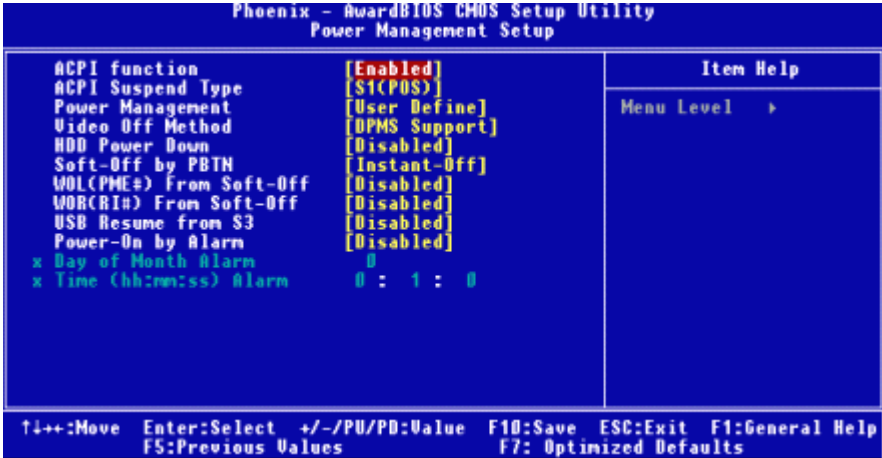 Phoenix - AwardBIOS CMOS Setup Utility
Power Management Setup
ACPI function [Enabled]
Item Help
ACPI Suspend Type [S1(POS)]
Power Management [User Define]
Menu Level ▸
Video Off Method [DPMS Support]
HDD Power Down [Disabled]
Soft-Off by PBTN [Instant-Off]
WOL(PME#) From Soft-Off [Disabled]
WOR(RI#) From Soft-Off [Disabled]
USB Resume from S3 [Disabled]
Power-On by Alarm [Disabled]
x Day of Month Alarm 0
x Time (hh:mm:ss) Alarm 0 : 1 : 0
↑↓→←:Move Enter:Select +/-/PU/PD:Value F10:Save ESC:Exit F1:General Help
F5:Previous Values F7: Optimized Defaults